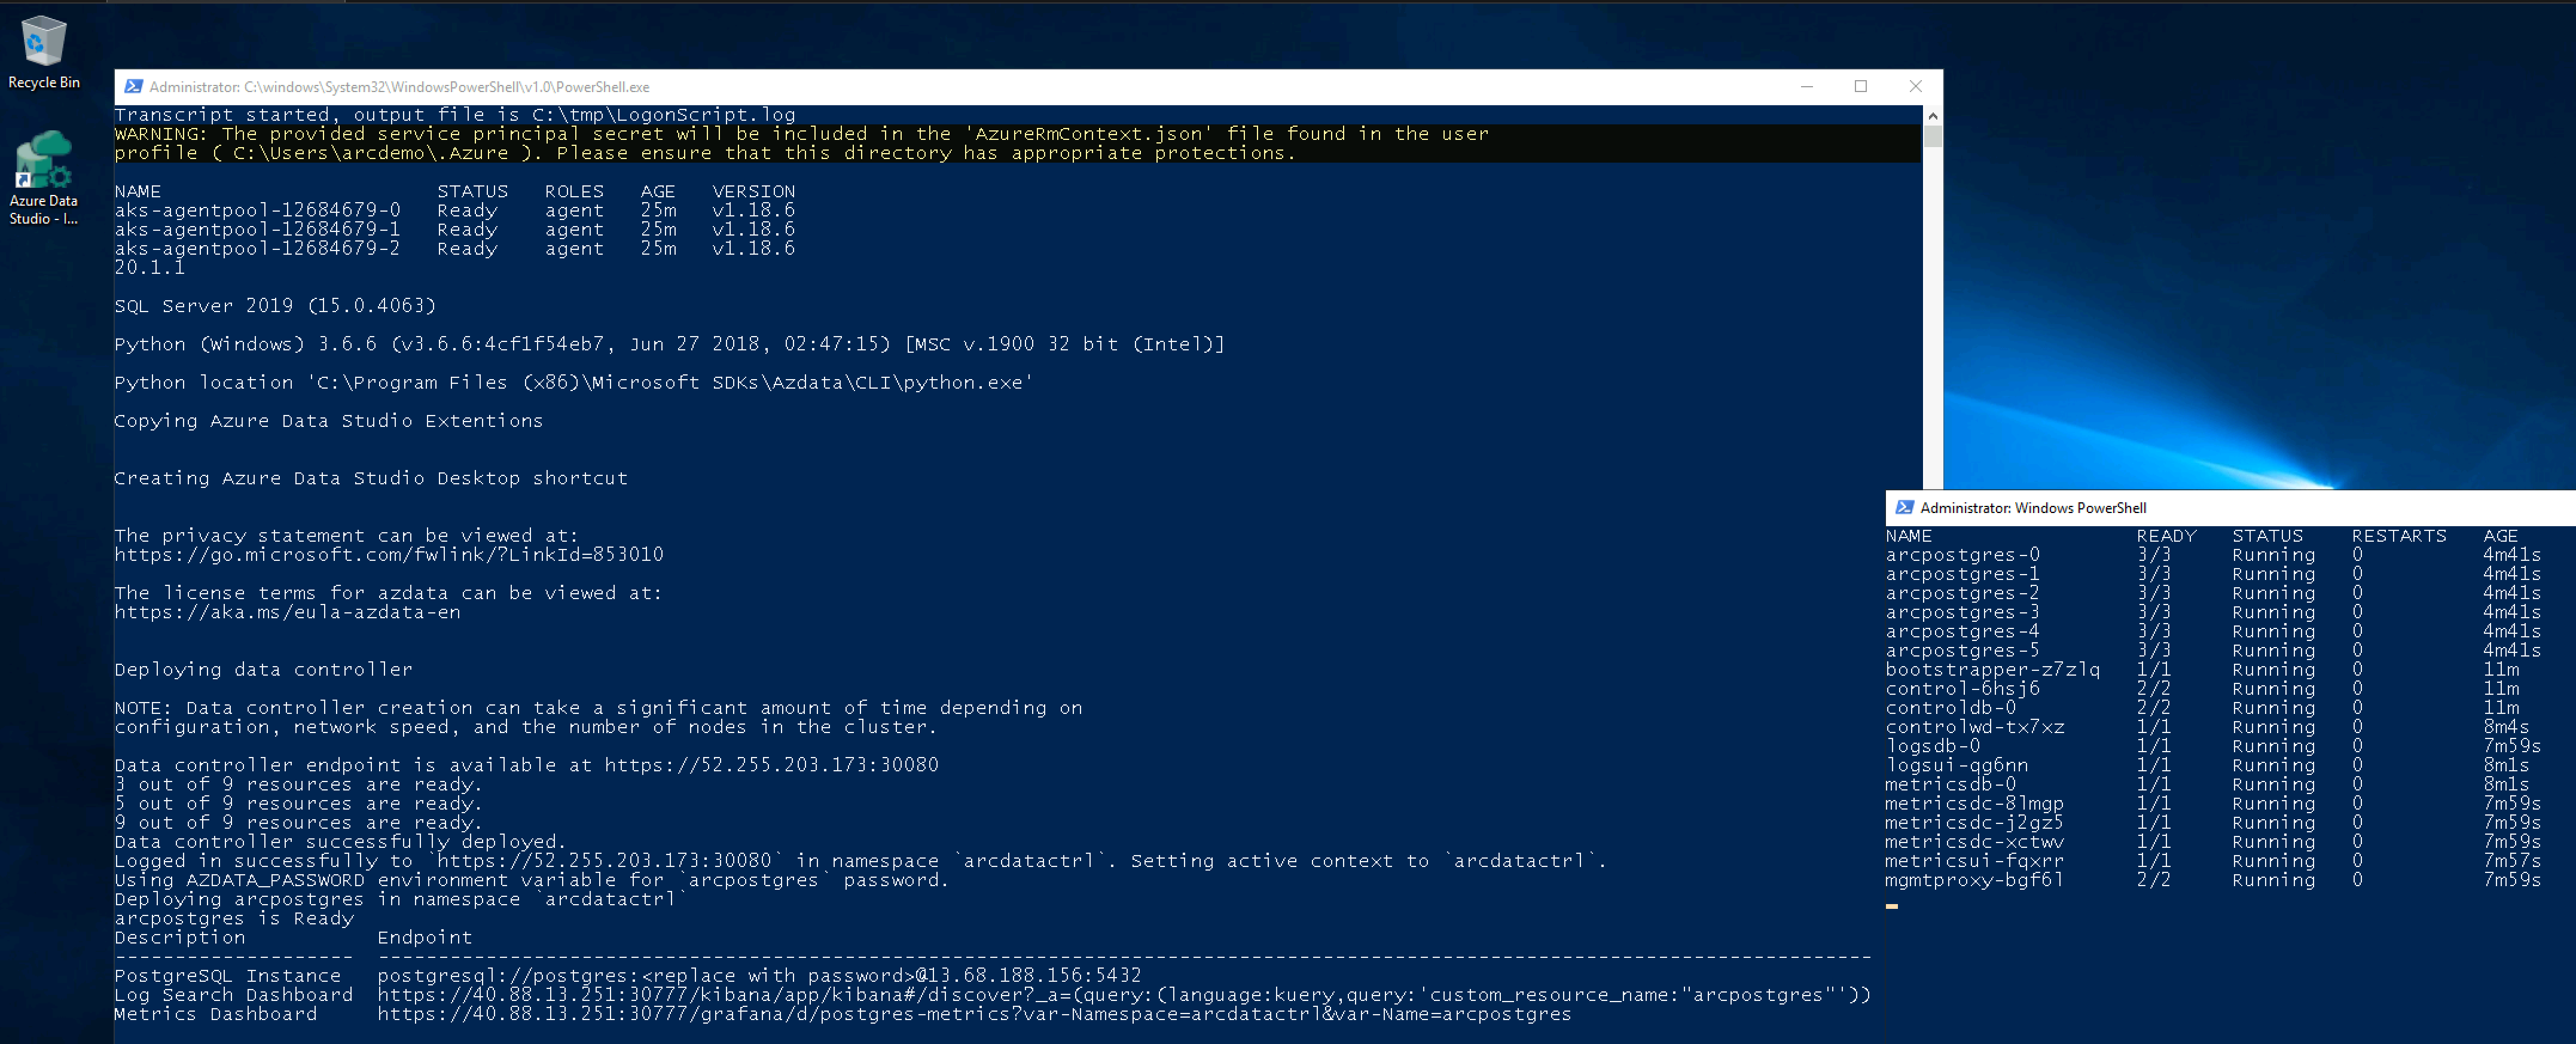 Recycle Bin
Azure Data
Studio - I...
Administrator: C:\windows\System32\WindowsPowerShell\v1.0\PowerShell.exe
Transcript started, output file is C:\tmp\LogonScript.log
WARNING: The provided service principal secret will be included in the 'AzureRmContext.json' file found in the user
profile ( C:\Users\arcdemo\.Azure ). Please ensure that this directory has appropriate protections.
NAME STATUS ROLES AGE VERSION
aks-agentpool-12684679-0 Ready agent 25m v1.18.6
aks-agentpool-12684679-1 Ready agent 25m v1.18.6
aks-agentpool-12684679-2 Ready agent 25m v1.18.6
20.1.1
SQL Server 2019 (15.0.4063)
Python (Windows) 3.6.6 (v3.6.6:4cf1f54eb7, Jun 27 2018, 02:47:15) [MSC v.1900 32 bit (Intel)]
Python location 'C:\Program Files (x86)\Microsoft SDKs\Azdata\CLI\python.exe'
Copying Azure Data Studio Extentions
Creating Azure Data Studio Desktop shortcut
The privacy statement can be viewed at:
https://go.microsoft.com/fwlink/?LinkId=853010
The license terms for azdata can be viewed at:
https://aka.ms/eula-azdata-en
Deploying data controller
NOTE: Data controller creation can take a significant amount of time depending on
configuration, network speed, and the number of nodes in the cluster.
Data controller endpoint is available at https://52.255.203.173:30080
3 out of 9 resources are ready.
5 out of 9 resources are ready.
9 out of 9 resources are ready.
Data controller successfully deployed.
Logged in successfully to `https://52.255.203.173:30080` in namespace `arcdatactrl`. Setting active context to `arcdatactrl`.
Using AZDATA_PASSWORD environment variable for `arcpostgres` password.
Deploying arcpostgres in namespace `arcdatactrl`
arcpostgres is Ready
Description Endpoint
--------------------  -----------------------------------------------------------------------------------------------------------------------------
PostgreSQL Instance postgresql://postgres:<replace with password>@13.68.188.156:5432
Log Search Dashboard https://40.88.13.251:30777/kibana/app/kibana#/discover?_a=(query:(language:kuery,query:'custom_resource_name:"arcpostgres"'))
Metrics Dashboard https://40.88.13.251:30777/grafana/d/postgres-metrics?var-Namespace=arcdatactrl&var-Name=arcpostgres
Administrator: Windows PowerShell
NAME READY STATUS RESTARTS AGE
arcpostgres-0 3/3 Running 0 4m41s
arcpostgres-1 3/3 Running 0 4m41s
arcpostgres-2 3/3 Running 0 4m41s
arcpostgres-3 3/3 Running 0 4m41s
arcpostgres-4 3/3 Running 0 4m41s
arcpostgres-5 3/3 Running 0 4m41s
bootstrapper-z7zlq 1/1 Running 0 11m
control-6hsj6 2/2 Running 0 11m
controldb-0 2/2 Running 0 11m
controlwd-tx7xz 1/1 Running 0 8m4s
logsdb-0 1/1 Running 0 7m59s
logsui-qg6nn 1/1 Running 0 8m1s
metricsdb-0 1/1 Running 0 8m1s
metricsdc-8lmgp 1/1 Running 0 7m59s
metricsdc-j2gz5 1/1 Running 0 7m59s
metricsdc-xctwv 1/1 Running 0 7m59s
metricsui-fqxrr 1/1 Running 0 7m57s
mgmtproxy-bgf6l 2/2 Running 0 7m59s